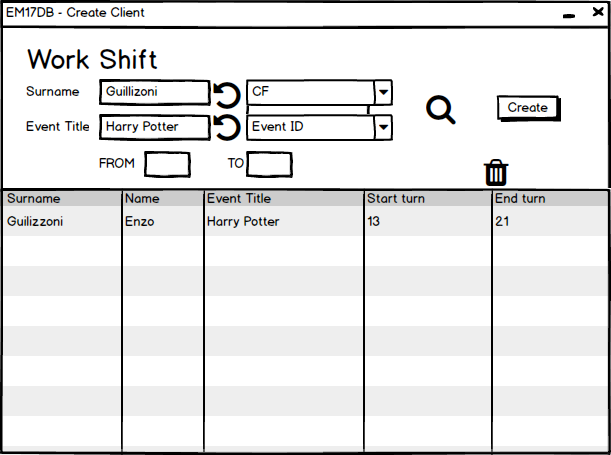 EM17DB - Create Client
Work Shift
Surname Guillizoni CF
Create
Event Title Harry Potter Event ID
FROM TO
Surname Name Event Title Start turn End turn
Guilizzoni Enzo Harry Potter 13 21